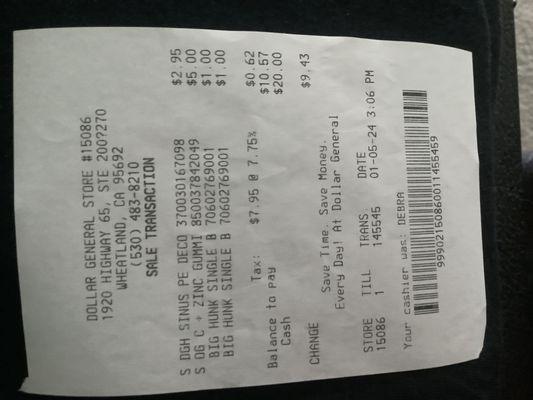 DOLLAR GENERAL STORE #15086
1920 HIGHWAY 65, STE 200?270
WHEATLAND, CA 95692
(530) 483-8210
SALE TRANSACTION
S DGH SINUS PE DECO 370030167098 $2.95
S OG C + ZINC GUMMI 850037842049 $5.00
BIG HUNK SINGLE B 70602769001 $1.00
BIG HUNK SINGLE B 70602769001 $1.00
Tax: $7.95 @ 7.75% $0.62
Balance to pay $10.57
Cash $20.00
CHANGE $9.43
Save Time. Save Money.
Every Day! At Dollar General
STORE TILL TRANS. DATE
15086 1 145545 01-05-24 3:06 PM
Your cashier was: DEBRA
99902150860011455459